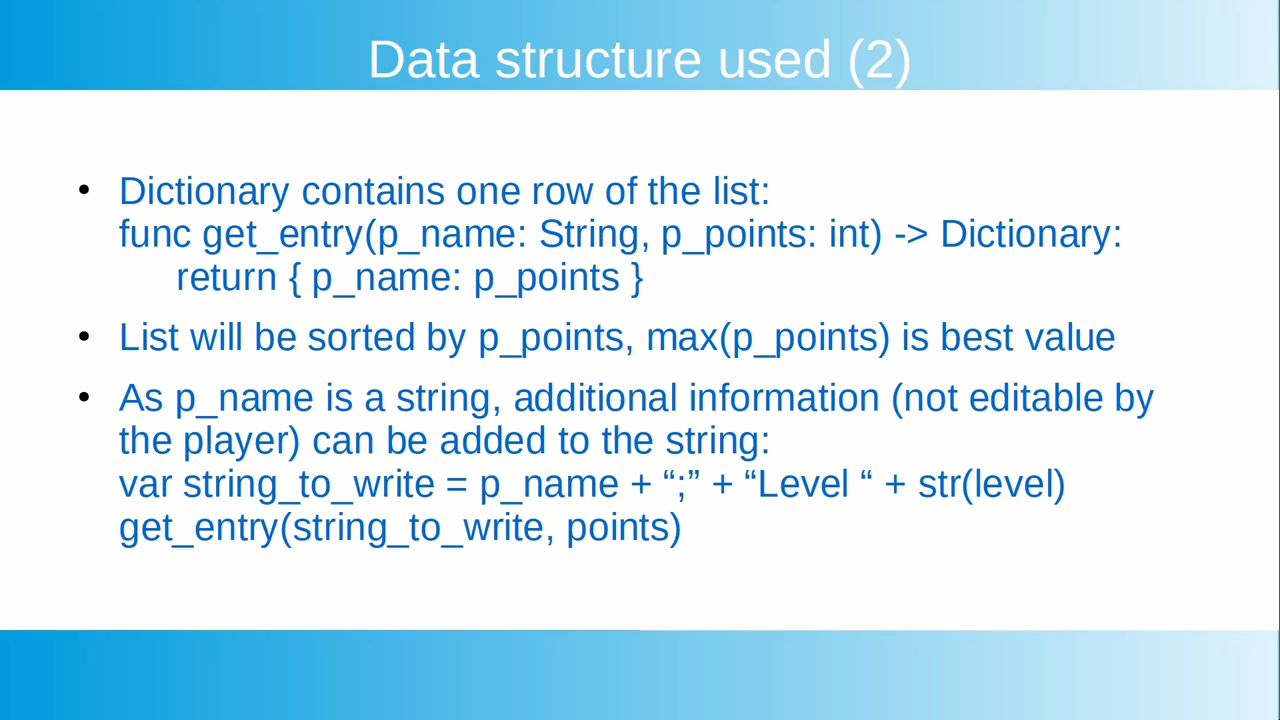 Data structure used (2)
• Dictionary contains one row of the list:
func get_entry(p_name: String, p_points: int) -> Dictionary:
return { p_name: p_points }
• List will be sorted by p_points, max(p_points) is best value
• As p_name is a string, additional information (not editable by
the player) can be added to the string:
var string_to_write = p_name + “;” + “Level “ + str(level)
get_entry(string_to_write, points)